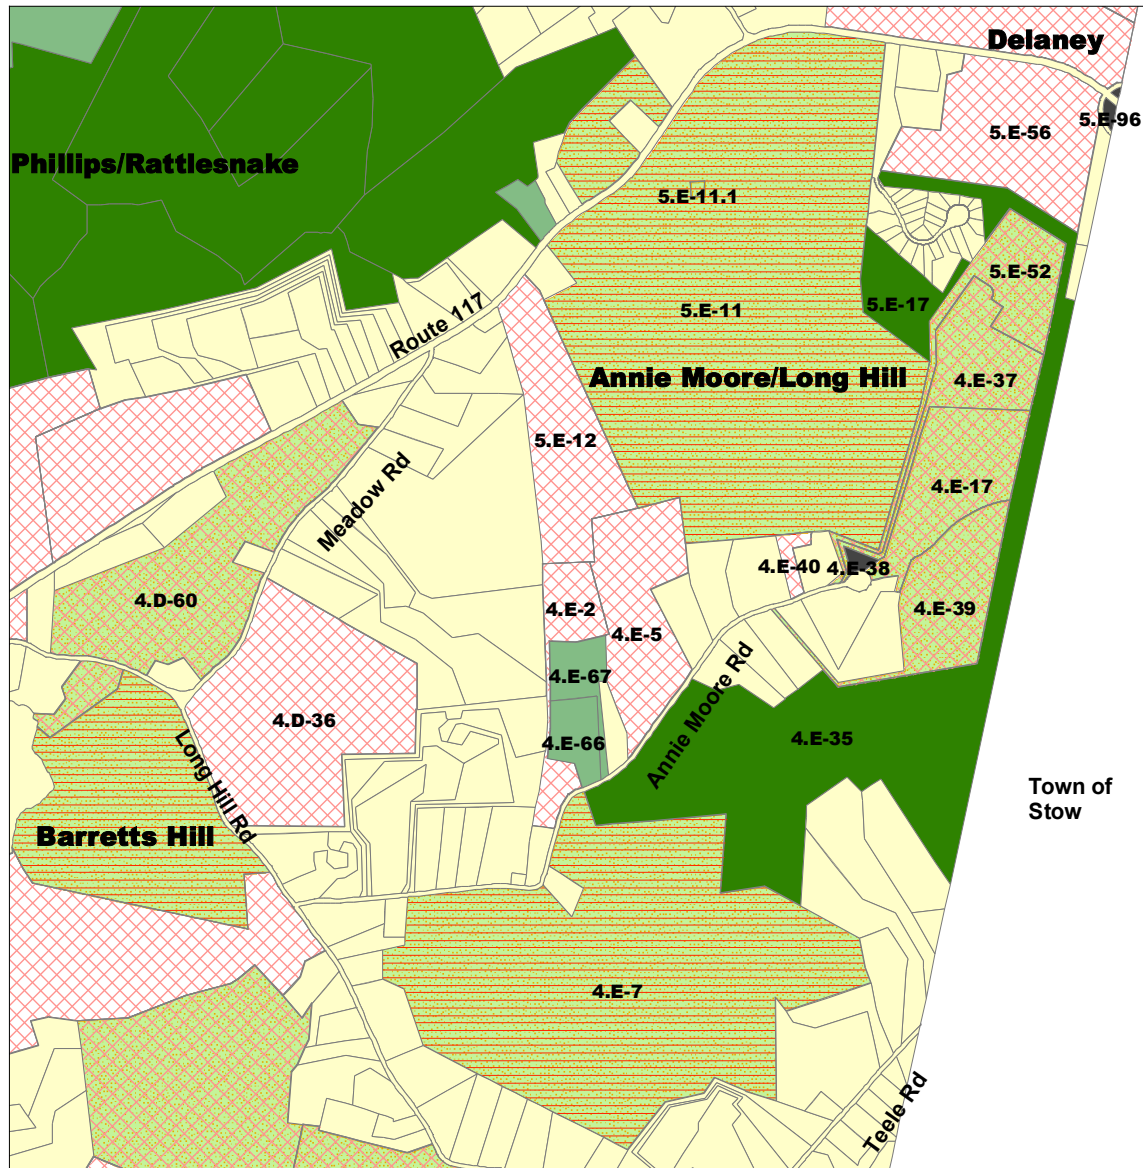 Delaney
5.E-96
5.E-56
Phillips/Rattlesnake
5.E-11.1
5.E-52
5.E-17
5.E-11
Route 117
Annie Moore/Long Hill
4.E-37
5.E-12
Meadow Rd
4.E-17
4.E-40
4.E-38
4.D-60
4.E-2
4.E-39
4.E-5
4.E-67
4.D-36
Annie Moore Rd
4.E-35
4.E-66
Long Hill Rd
Town of
Stow
Barretts Hill
4.E-7
Teele Rd